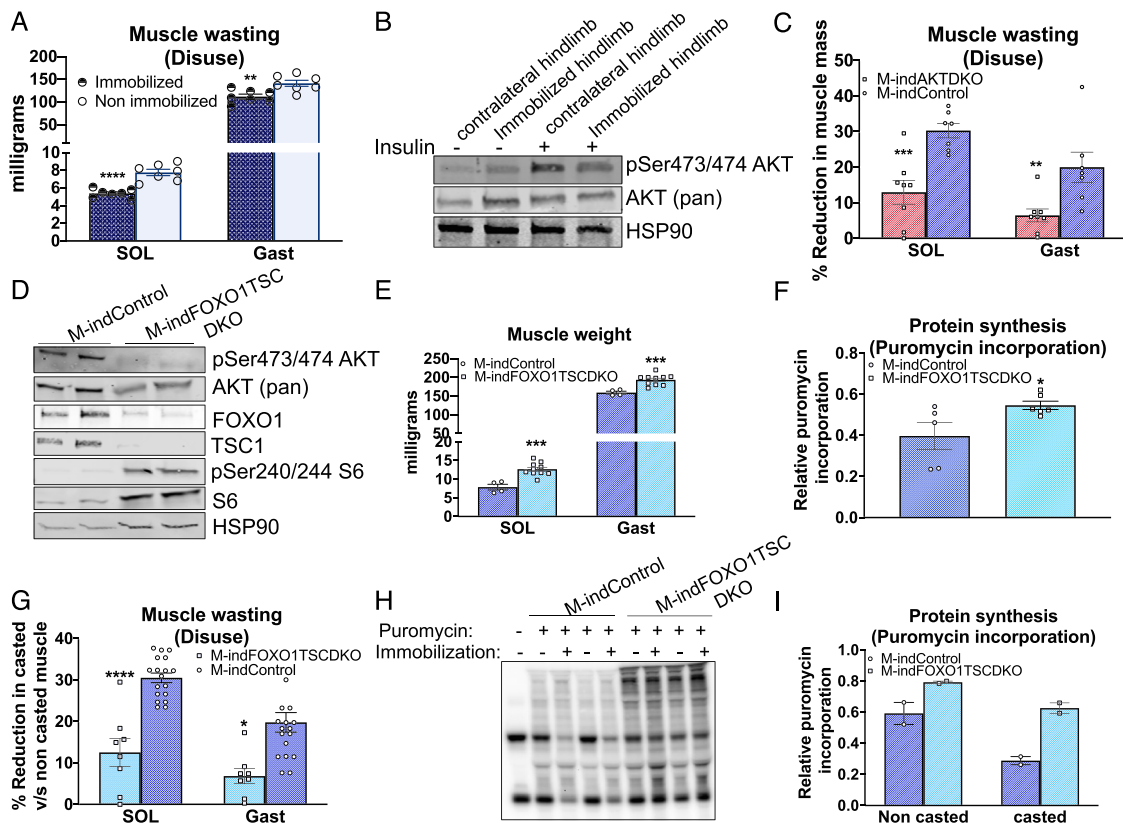 A
Muscle wasting
(Disuse)
Immobilized
Non immobilized
**
****
milligrams
200
150
100
50
8
6
4
2
0
SOL
Gast
B
contralateral hindlimb
Immobilized hindlimb
contralateral hindlimb
Immobilized hindlimb
Insulin - - + +
pSer473/474 AKT
AKT (pan)
HSP90
C
Muscle wasting
(Disuse)
M-indAKTDKO
M-indControl
***
**
% Reduction in muscle mass
50
40
30
20
10
0
SOL
Gast
D
M-indControl
M-indFOXO1TSC
DKO
pSer473/474 AKT
AKT (pan)
FOXO1
TSC1
pSer240/244 S6
S6
HSP90
E
Muscle weight
M-indControl
M-indFOXO1TSCDKO
***
***
milligrams
250
200
150
100
50
20
15
10
5
0
SOL
Gast
F
Protein synthesis
(Puromycin incorporation)
M-indControl
M-indFOXO1TSCDKO
*
Relative puromycin
incorporation
0.8
0.6
0.4
0.2
0.0
G
Muscle wasting
(Disuse)
M-indFOXO1TSCDKO
M-indControl
****
*
% Reduction in casted
v/s non casted muscle
40
30
20
10
0
SOL
Gast
H
M-indControl
M-indFOXO1TSC
DKO
Puromycin: - + + + + + + + +
Immobilization: - - + - + - + - +
I
Protein synthesis
(Puromycin incorporation)
M-indControl
M-indFOXO1TSCDKO
Relative puromycin
incorporation
1.0
0.8
0.6
0.4
0.2
0.0
Non casted
casted